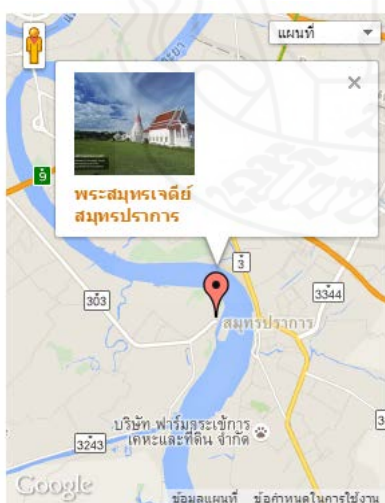 แผนที่
พระสมุทรเจดีย์
สมุทรปราการ
9
3
303
3344
สมุทรปราการ
บริษัท ฟาร์มจระเข้การ
เคหะและที่ดิน จำกัด
3243
3
Google
ข้อมูลแผนที่ ข้อกำหนดในการใช้งาน